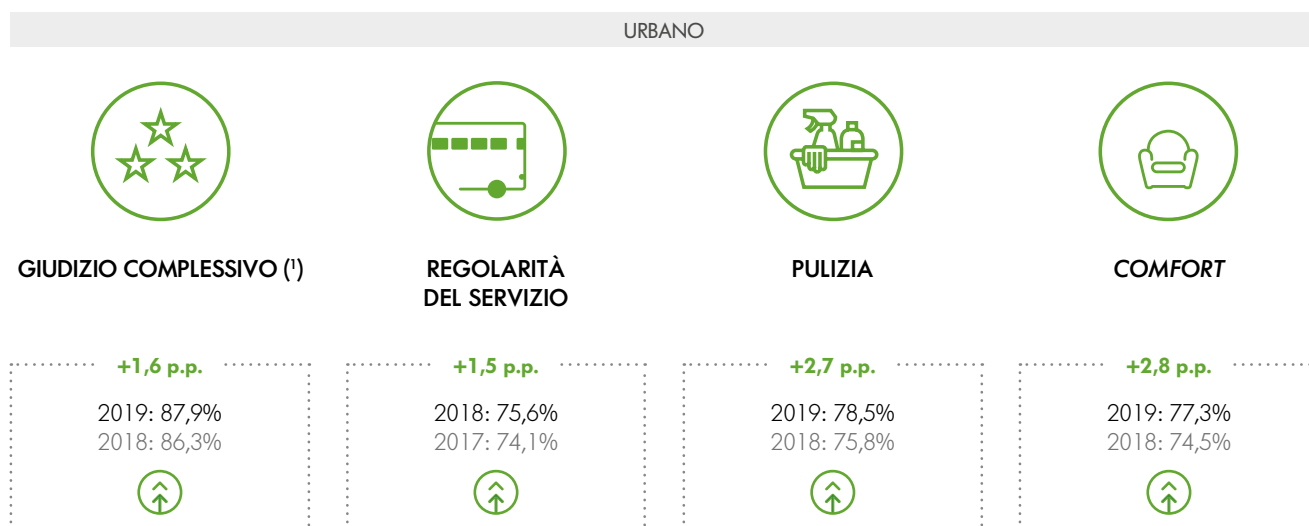 URBANO
GIUDIZIO COMPLESSIVO (¹)
REGOLARITÀ
DEL SERVIZIO
PULIZIA
COMFORT
+1,6 p.p.
2019: 87,9%
2018: 86,3%
+1,5 p.p.
2018: 75,6%
2017: 74,1%
+2,7 p.p.
2019: 78,5%
2018: 75,8%
+2,8 p.p.
2019: 77,3%
2018: 74,5%